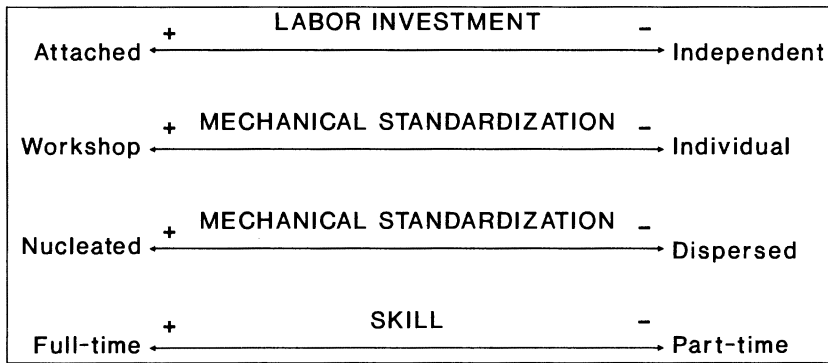 LABOR INVESTMENT
+ −
Attached Independent
+ MECHANICAL STANDARDIZATION −
Workshop Individual
+ MECHANICAL STANDARDIZATION −
Nucleated Dispersed
+ SKILL −
Full-time Part-time